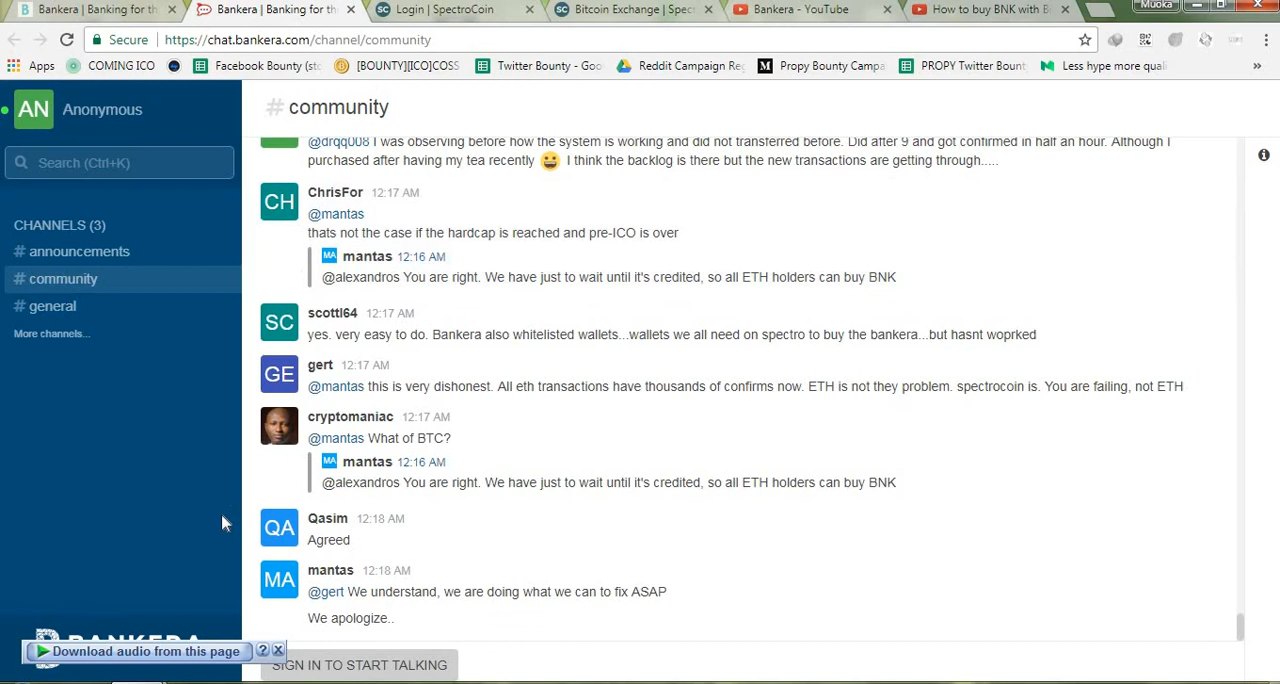 Bankera | Banking for th
Bankera | Banking for th
Login | SpectroCoin
Bitcoin Exchange | Spec
Bankera - YouTube
How to buy BNK with B
Muoka
Secure
https://chat.bankera.com/channel/community
Apps
COMING ICO
Facebook Bounty (sto
[BOUNTY][ICO]COSS
Twitter Bounty - Goo
Reddit Campaign Reg
Propy Bounty Campa
PROPY Twitter Bount
Less hype more qual
AN
Anonymous
Search (Ctrl+K)
CHANNELS (3)
# announcements
# community
# general
More channels...
BANKERA
Download audio from this page
?
# community
@drqq008 I was observing before how the system is working and did not transferred before. Did after 9 and got confirmed in half an hour. Although I
purchased after having my tea recently 😀 I think the backlog is there but the new transactions are getting through.....
CH
ChrisFor 12:17 AM
@mantas
thats not the case if the hardcap is reached and pre-ICO is over
MA mantas 12:16 AM
@alexandros You are right. We have just to wait until it's credited, so all ETH holders can buy BNK
SC
scottl64 12:17 AM
yes. very easy to do. Bankera also whitelisted wallets...wallets we all need on spectro to buy the bankera...but hasnt woprked
GE
gert 12:17 AM
@mantas this is very dishonest. All eth transactions have thousands of confirms now. ETH is not they problem. spectrocoin is. You are failing, not ETH
cryptomaniac 12:17 AM
@mantas What of BTC?
MA mantas 12:16 AM
@alexandros You are right. We have just to wait until it's credited, so all ETH holders can buy BNK
QA
Qasim 12:18 AM
Agreed
MA
mantas 12:18 AM
@gert We understand, we are doing what we can to fix ASAP
We apologize..
SIGN IN TO START TALKING